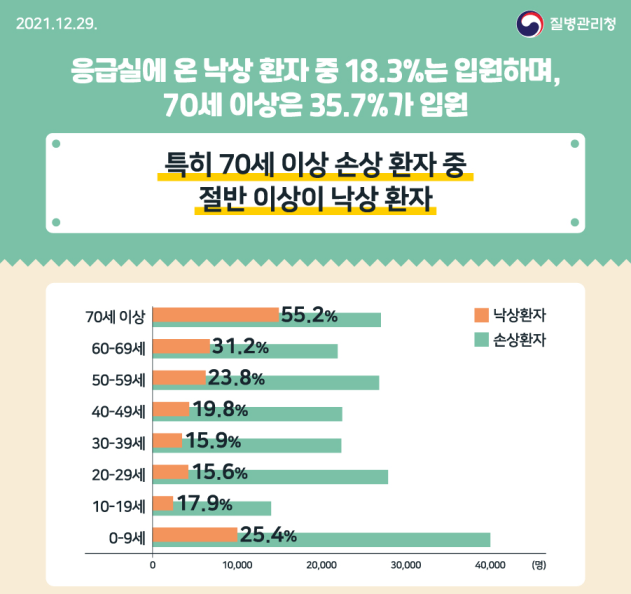 2021.12.29.
질병관리청
응급실에 온 낙상 환자 중 18.3%는 입원하며,
70세 이상은 35.7%가 입원
특히 70세 이상 손상 환자 중
절반 이상이 낙상 환자
낙상환자
손상환자
70세 이상 55.2%
60-69세 31.2%
50-59세 23.8%
40-49세 19.8%
30-39세 15.9%
20-29세 15.6%
10-19세 17.9%
0-9세 25.4%
0 10,000 20,000 30,000 40,000 (명)